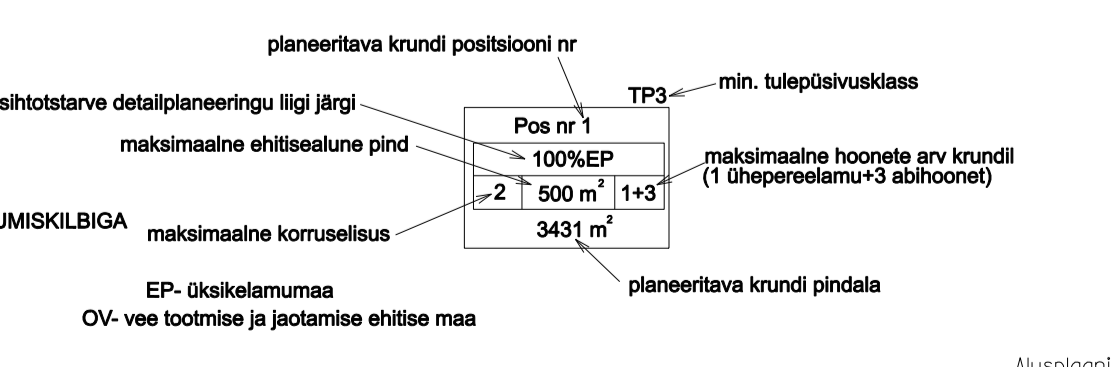 planeeritava krundi positsiooni nr
min. tulepüsivusklass
TP3
sihtotstarve detailplaneeringu liigi järgi
Pos nr 1
maksimaalne ehitisealune pind
100%EP
maksimaalne hoonete arv krundil
(1 ühepereelamu+3 abihoonet)
2 500 m² 1+3
UMISKILBIGA
maksimaalne korruselisus
3431 m²
planeeritava krundi pindala
EP- üksikelamumaa
OV- vee tootmise ja jaotamise ehitise maa